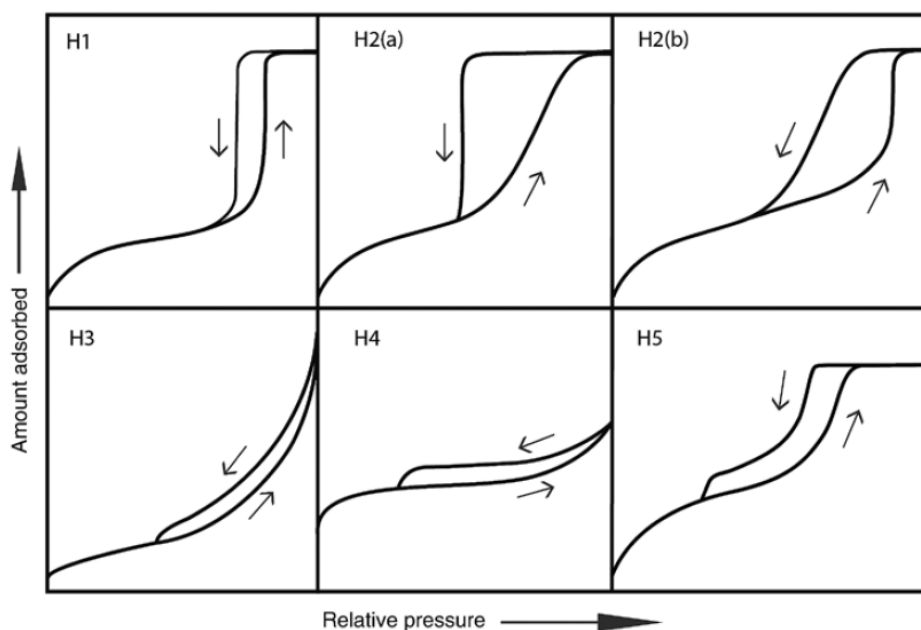 H1
H2(a)
H2(b)
H3
H4
H5
Amount adsorbed
Relative pressure